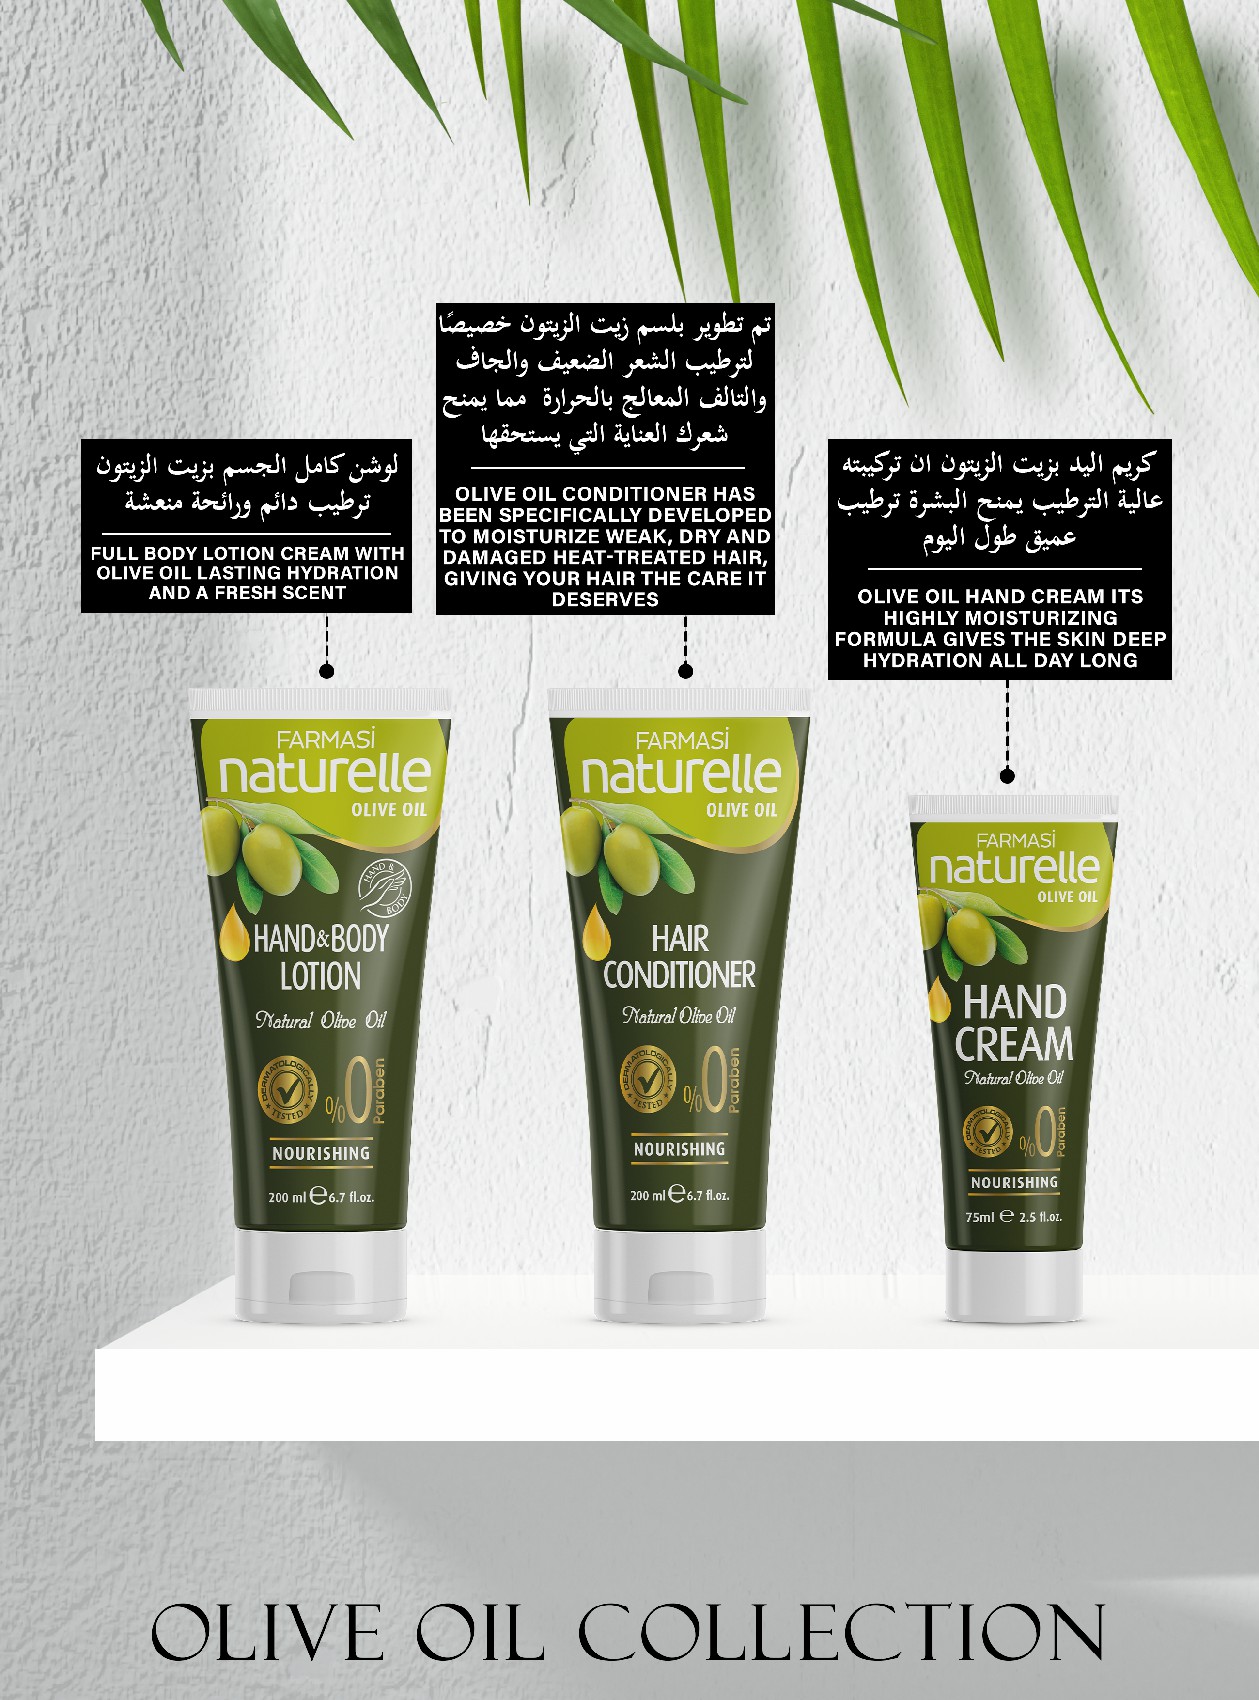 تم تطوير بلسم زيت الزيتون خصيصًا
لترطيب الشعر الضعيف والجاف
والتالف المعالج بالحرارة مما يمنح
شعرك العناية التي يستحقها
OLIVE OIL CONDITIONER HAS
BEEN SPECIFICALLY DEVELOPED
TO MOISTURIZE WEAK, DRY AND
DAMAGED HEAT-TREATED HAIR,
GIVING YOUR HAIR THE CARE IT
DESERVES
لوشن كامل الجسم بزيت الزيتون
ترطيب دائم ورائحة منعشة
FULL BODY LOTION CREAM WITH
OLIVE OIL LASTING HYDRATION
AND A FRESH SCENT
كريم اليد بزيت الزيتون ان تركيبته
عالية الترطيب يمنح البشرة ترطيب
عميق طول اليوم
OLIVE OIL HAND CREAM ITS
HIGHLY MOISTURIZING
FORMULA GIVES THE SKIN DEEP
HYDRATION ALL DAY LONG
FARMASİ
naturelle
OLIVE OIL
HAND &
BODY
HAND&BODY
LOTION
Natural Olive Oil
DERMATOLOGICALLY
TESTED
%0
Paraben
NOURISHING
200 ml ℮ 6.7 fl.oz.
FARMASİ
naturelle
OLIVE OIL
HAIR
CONDITIONER
Natural Olive Oil
DERMATOLOGICALLY
TESTED
%0
Paraben
NOURISHING
200 ml ℮ 6.7 fl.oz.
FARMASİ
naturelle
OLIVE OIL
HAND
CREAM
Natural Olive Oil
DERMATOLOGICALLY
TESTED
%0
Paraben
NOURISHING
75ml ℮ 2.5 fl.oz.
OLIVE OIL COLLECTION